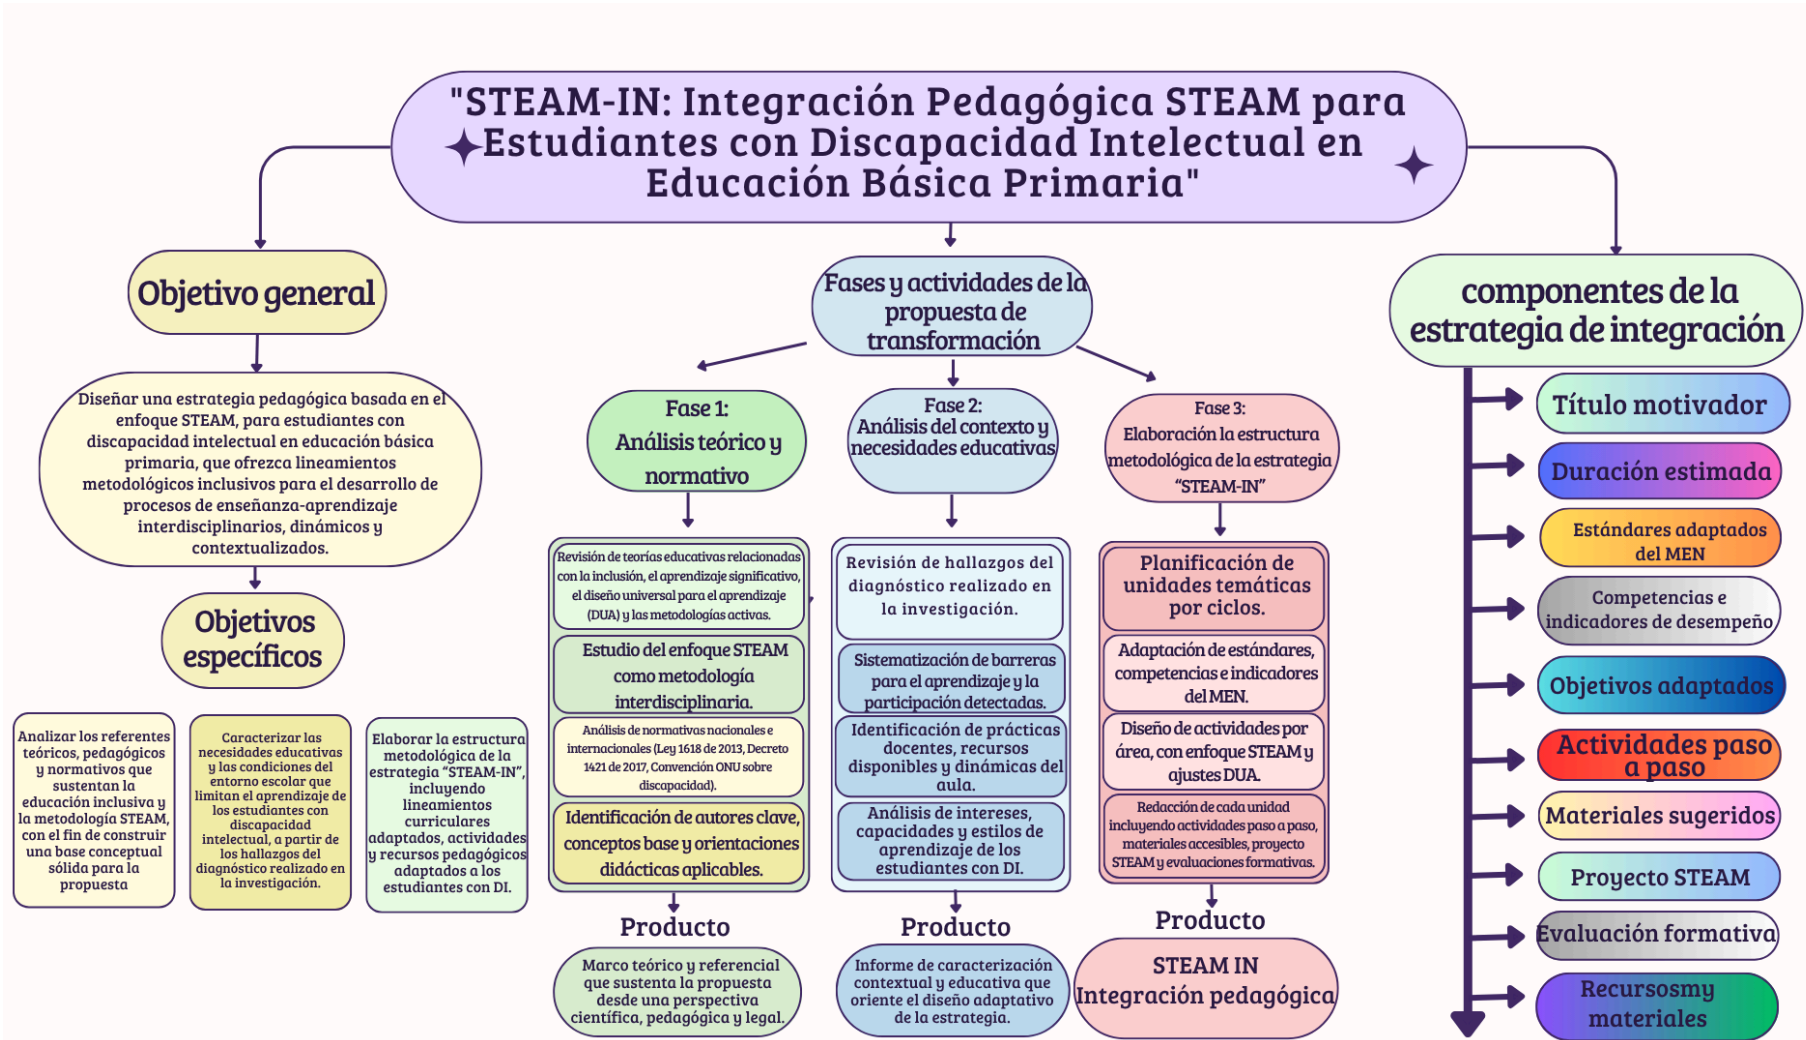 "STEAM-IN: Integración Pedagógica STEAM para
Estudiantes con Discapacidad Intelectual en
Educación Básica Primaria"
Objetivo general
Diseñar una estrategia pedagógica basada en el
enfoque STEAM, para estudiantes con
discapacidad intelectual en educación básica
primaria, que ofrezca lineamientos
metodológicos inclusivos para el desarrollo de
procesos de enseñanza-aprendizaje
interdisciplinarios, dinámicos y
contextualizados.
Objetivos
específicos
Analizar los referentes
teóricos, pedagógicos
y normativos que
sustentan la
educación inclusiva y
la metodología STEAM,
con el fin de construir
una base conceptual
sólida para la
propuesta
Caracterizar las
necesidades educativas
y las condiciones del
entorno escolar que
limitan el aprendizaje de
los estudiantes con
discapacidad
intelectual, a partir de
los hallazgos del
diagnóstico realizado en
la investigación.
Elaborar la estructura
metodológica de la
estrategia “STEAM-IN”,
incluyendo
lineamientos
curriculares
adaptados, actividades
y recursos pedagógicos
adaptados a los
estudiantes con DI.
Fases y actividades de la
propuesta de
transformación
Fase 1:
Análisis teórico y
normativo
Revisión de teorías educativas relacionadas
con la inclusión, el aprendizaje significativo,
el diseño universal para el aprendizaje
(DUA) y las metodologías activas.
Estudio del enfoque STEAM
como metodología
interdisciplinaria.
Análisis de normativas nacionales e
internacionales (Ley 1618 de 2013, Decreto
1421 de 2017, Convención ONU sobre
discapacidad).
Identificación de autores clave,
conceptos base y orientaciones
didácticas aplicables.
Producto
Marco teórico y referencial
que sustenta la propuesta
desde una perspectiva
científica, pedagógica y legal.
Fase 2:
Análisis del contexto y
necesidades educativas
Revisión de hallazgos del
diagnóstico realizado en
la investigación.
Sistematización de barreras
para el aprendizaje y la
participación detectadas.
Identificación de prácticas
docentes, recursos
disponibles y dinámicas del
aula.
Análisis de intereses,
capacidades y estilos de
aprendizaje de los
estudiantes con DI.
Producto
Informe de caracterización
contextual y educativa que
oriente el diseño adaptativo
de la estrategia.
Fase 3:
Elaboración la estructura
metodológica de la estrategia
“STEAM-IN”
Planificación de
unidades temáticas
por ciclos.
Adaptación de estándares,
competencias e indicadores
del MEN.
Diseño de actividades por
área, con enfoque STEAM y
ajustes DUA.
Redacción de cada unidad
incluyendo actividades paso a paso,
materiales accesibles, proyecto
STEAM y evaluaciones formativas.
Producto
STEAM IN
Integración pedagógica
componentes de la
estrategia de integración
Título motivador
Duración estimada
Estándares adaptados
del MEN
Competencias e
indicadores de desempeño
Objetivos adaptados
Actividades paso
a paso
Materiales sugeridos
Proyecto STEAM
Evaluación formativa
Recursosmy
materiales